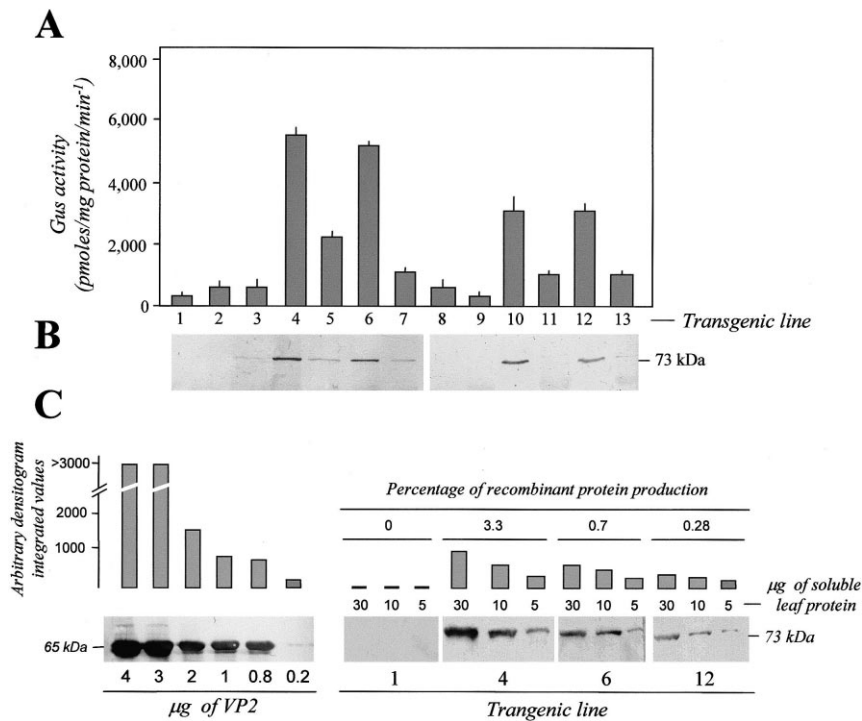 A
Gus activity
(pmoles/mg protein/min⁻¹)
8,000
6,000
4,000
2,000
0
1 2 3 4 5 6 7 8 9 10 11 12 13
Transgenic line
B
73 kDa
C
Arbitrary densitogram
integrated values
>3000
2000
1000
65 kDa
4 3 2 1 0.8 0.2
µg of VP2
Percentage of recombinant protein production
0 3.3 0.7 0.28
µg of soluble
30 10 5 30 10 5 30 10 5 30 10 5 leaf protein
73 kDa
1 4 6 12
Trangenic line